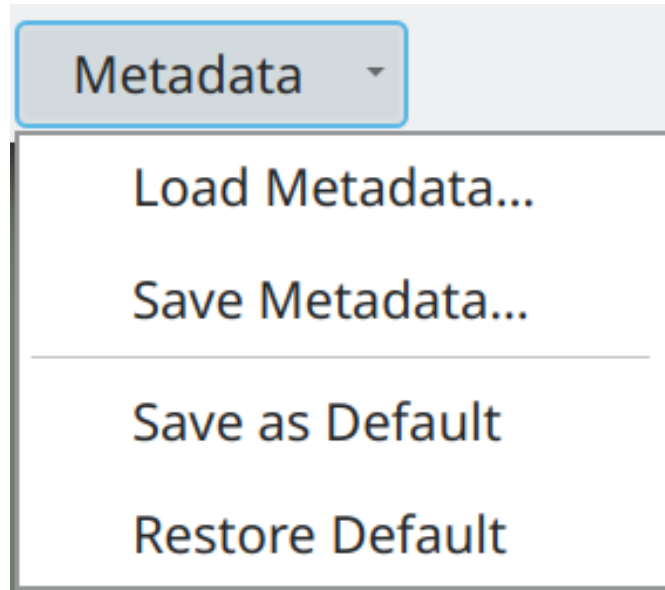 Metadata
Load Metadata...
Save Metadata...
Save as Default
Restore Default